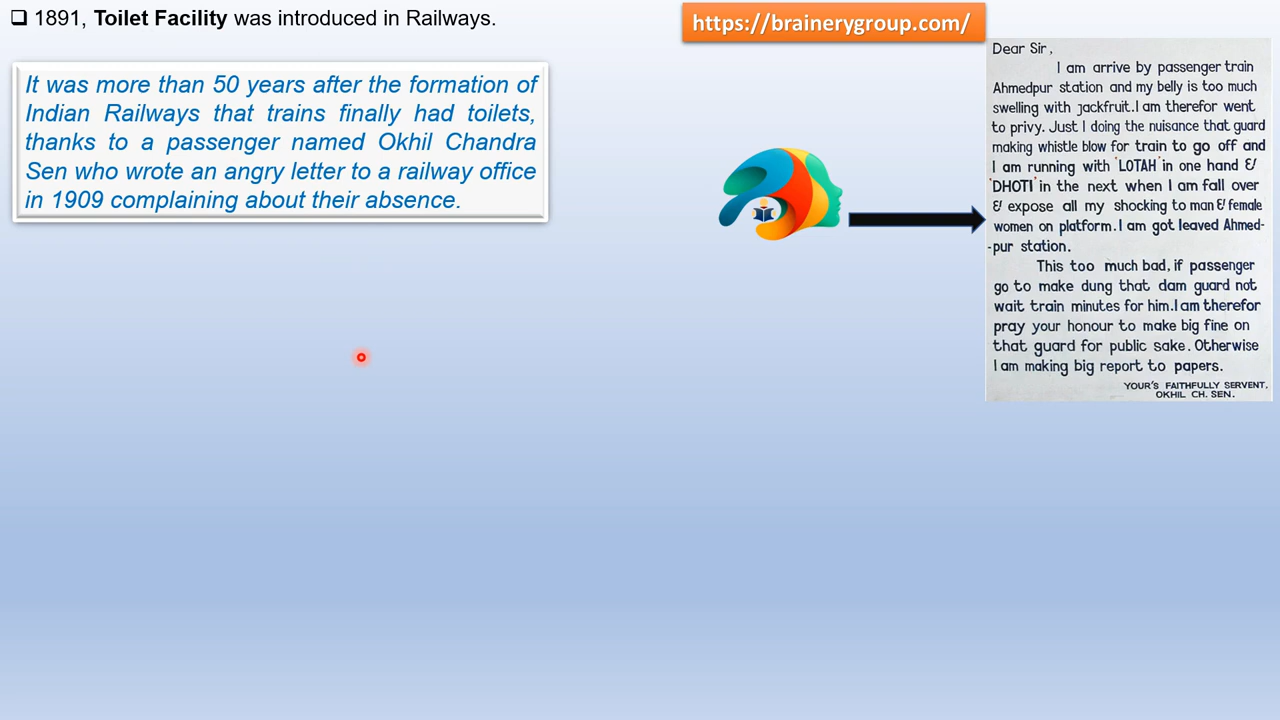 ❑ 1891, Toilet Facility was introduced in Railways.
https://brainerygroup.com/
It was more than 50 years after the formation of
Indian Railways that trains finally had toilets,
thanks to a passenger named Okhil Chandra
Sen who wrote an angry letter to a railway office
in 1909 complaining about their absence.
Dear Sir,
I am arrive by passenger train
Ahmedpur station and my belly is too much
swelling with jackfruit. I am therefor went
to privy. Just I doing the nuisance that guard
making whistle blow for train to go off and
I am running with 'LOTAH' in one hand &
'DHOTI' in the next when I am fall over
& expose all my shocking to man & female
women on platform. I am got leaved Ahmed-
-pur station.
This too much bad, if passenger
go to make dung that dam guard not
wait train minutes for him. I am therefor
pray your honour to make big fine on
that guard for public sake. Otherwise
I am making big report to papers.
YOUR'S FAITHFULLY SERVENT,
OKHIL CH. SEN.